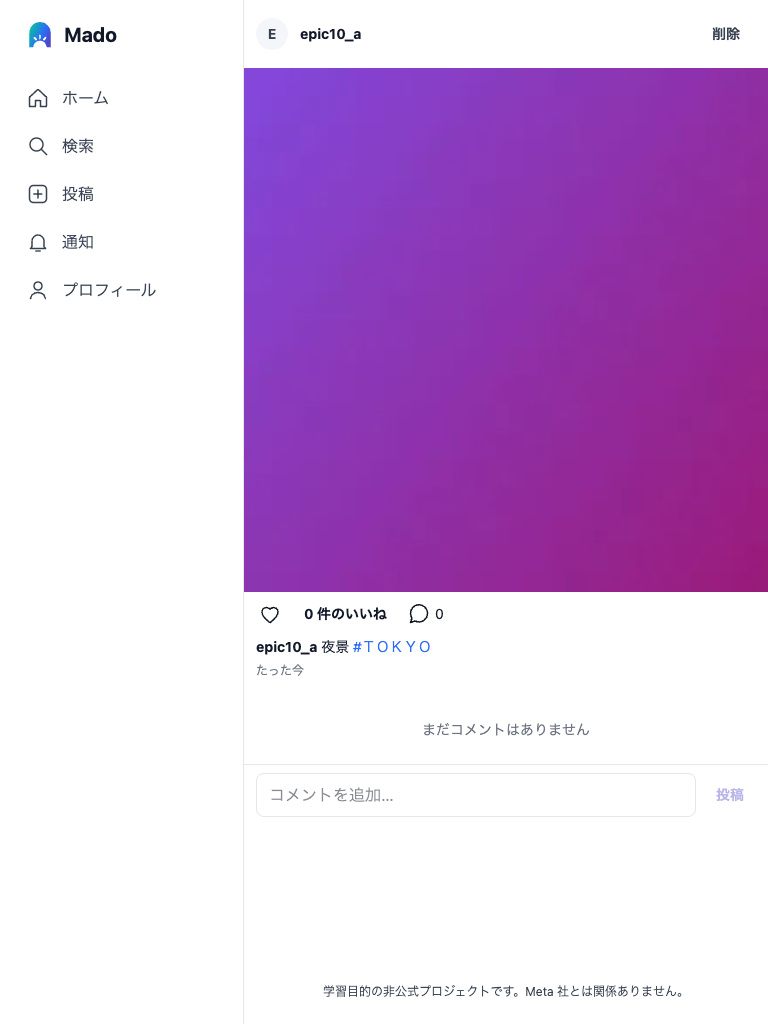 Mado
ホーム
検索
投稿
通知
プロフィール
E epic10_a 削除
0 件のいいね 0
epic10_a 夜景 #ＴＯＫＹＯ
たった今
まだコメントはありません
コメントを追加... 投稿
学習目的の非公式プロジェクトです。Meta 社とは関係ありません。